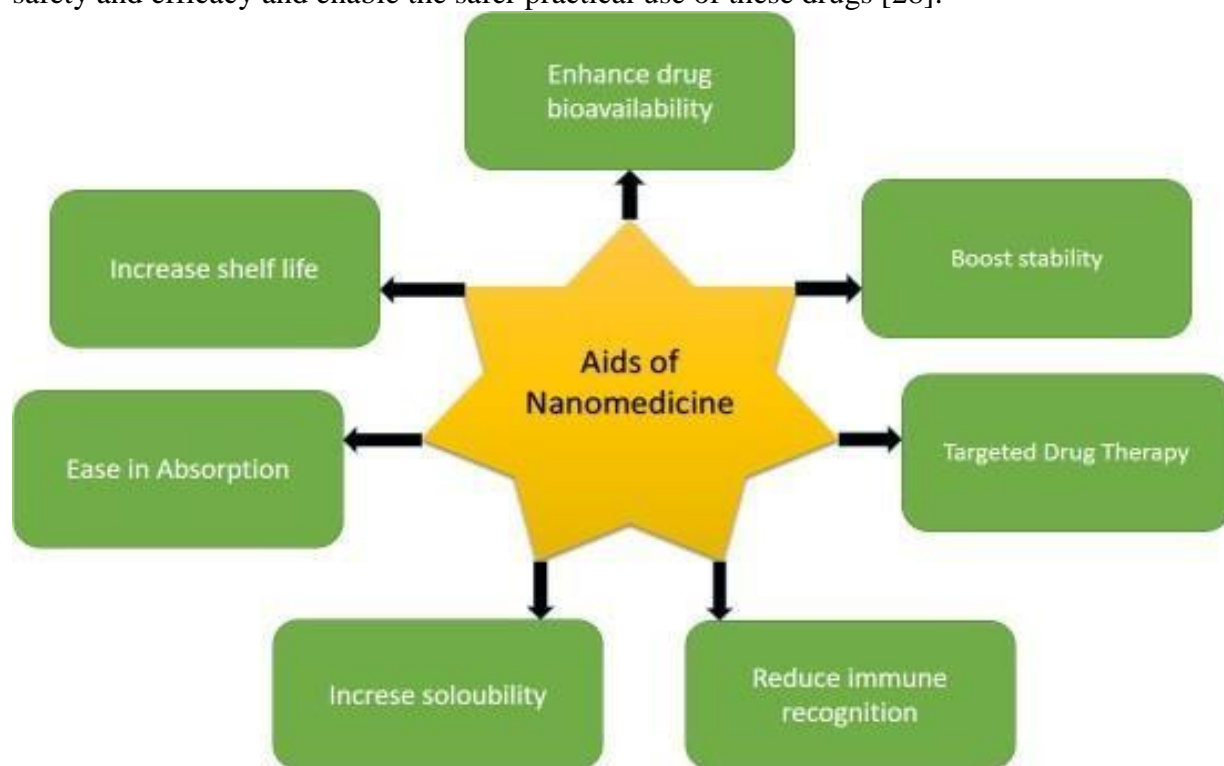 safety and efficacy and enable the safer practical use of these drugs [28].
Enhance drug
bioavailability
Increase shelf life
Boost stability
Aids of
Nanomedicine
Ease in Absorption
Targeted Drug Therapy
Increse soloubility
Reduce immune
recognition